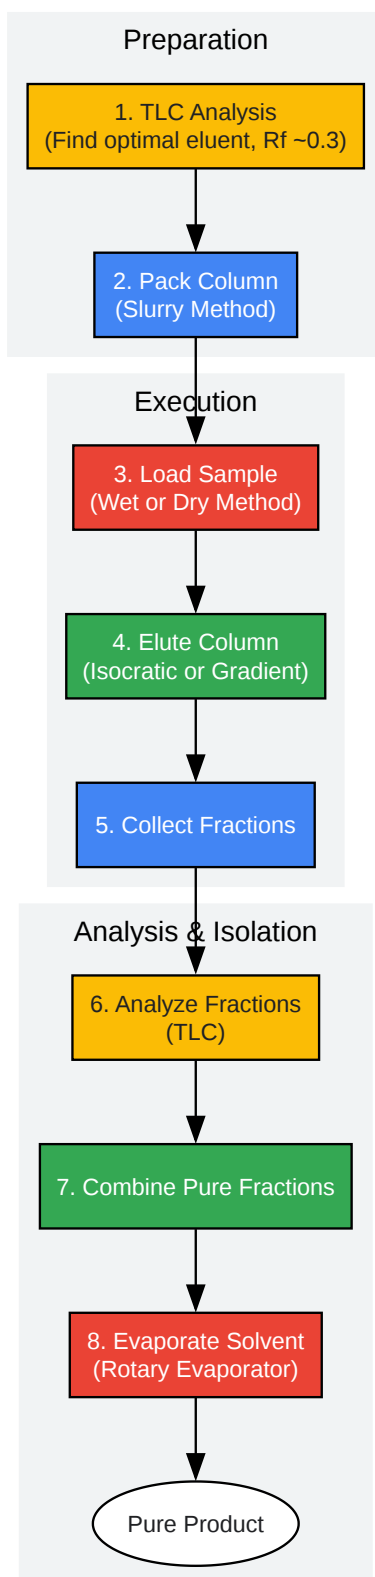 Preparation
1. TLC Analysis
(Find optimal eluent, Rf ~0.3)
2. Pack Column
(Slurry Method)
Execution
3. Load Sample
(Wet or Dry Method)
4. Elute Column
(Isocratic or Gradient)
5. Collect Fractions
Analysis & Isolation
6. Analyze Fractions
(TLC)
7. Combine Pure Fractions
8. Evaporate Solvent
(Rotary Evaporator)
Pure Product